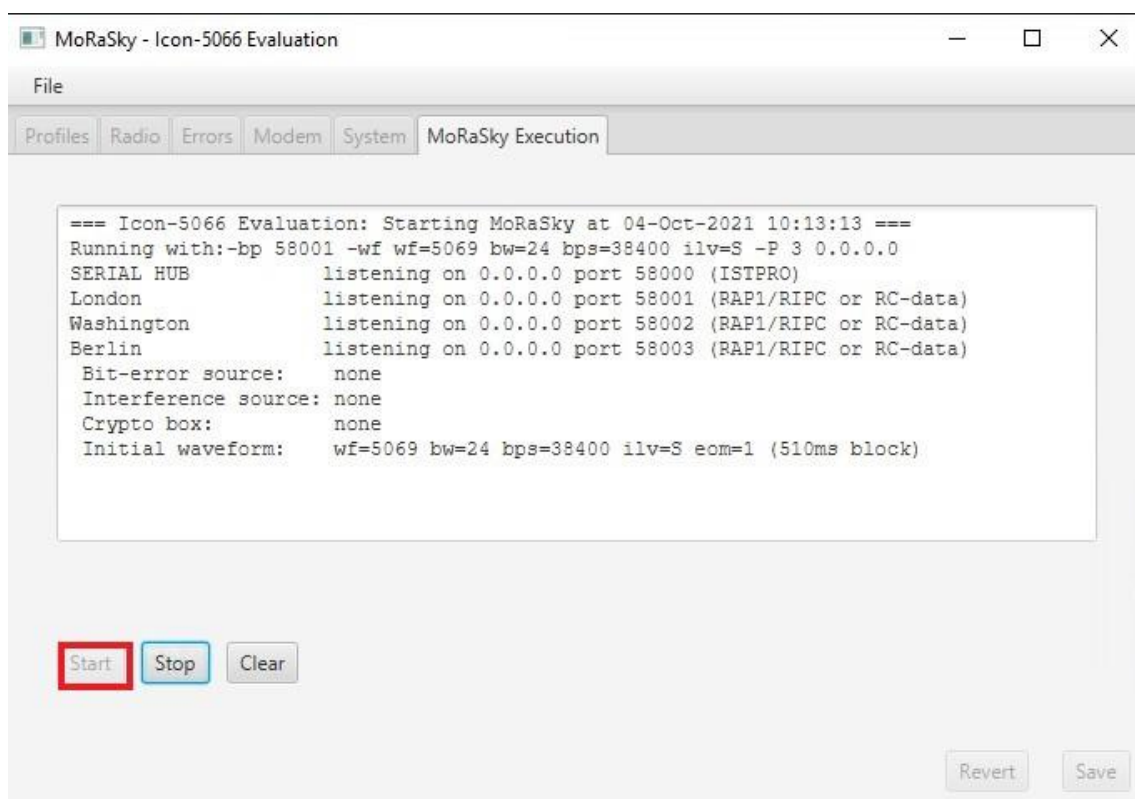 MoRaSky - Icon-5066 Evaluation
File
Profiles Radio Errors Modem System MoRaSky Execution
=== Icon-5066 Evaluation: Starting MoRaSky at 04-Oct-2021 10:13:13 ===
Running with:-bp 58001 -wf wf=5069 bw=24 bps=38400 ilv=S -P 3 0.0.0.0
SERIAL HUB listening on 0.0.0.0 port 58000 (ISTPRO)
London listening on 0.0.0.0 port 58001 (RAP1/RIPC or RC-data)
Washington listening on 0.0.0.0 port 58002 (RAP1/RIPC or RC-data)
Berlin listening on 0.0.0.0 port 58003 (RAP1/RIPC or RC-data)
Bit-error source: none
Interference source: none
Crypto box: none
Initial waveform: wf=5069 bw=24 bps=38400 ilv=S eom=1 (510ms block)
Start Stop Clear
Revert Save